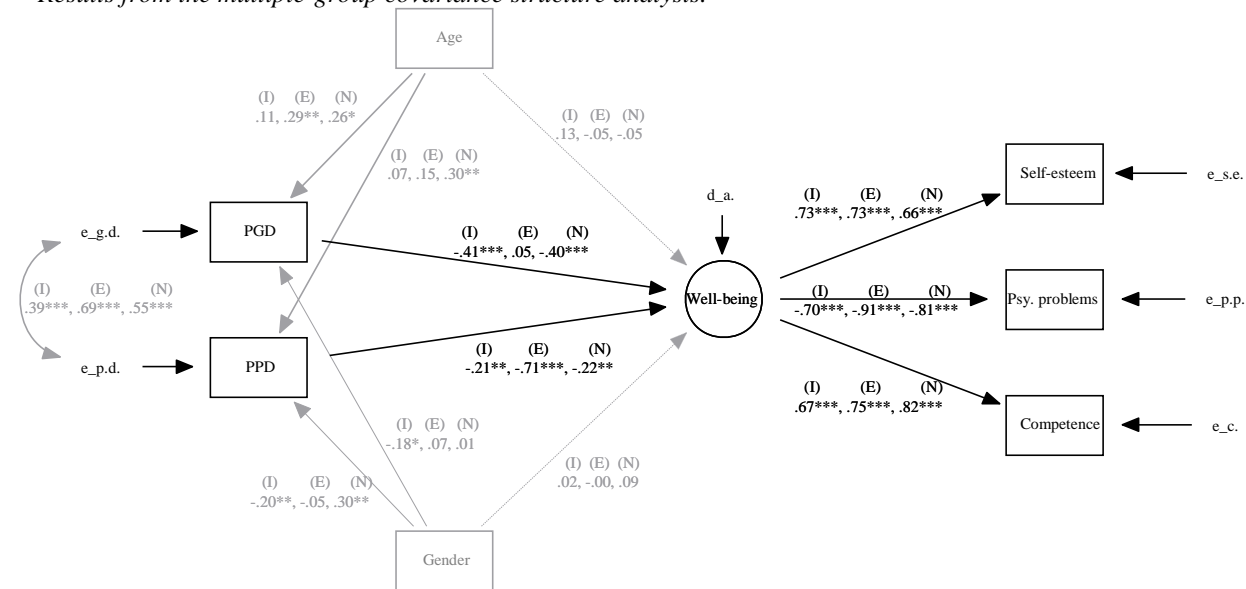 Results from the multiple-group covariance structure analysis.
Age
(I) (E) (N)
.11, .29**, .26*
(I) (E) (N)
.13, -.05, -.05
(I) (E) (N)
.07, .15, .30**
Self-esteem
e_s.e.
d_a.
(I) (E) (N)
.73***, .73***, .66***
e_g.d.
PGD
(I) (E) (N)
-.41***, .05, -.40***
(I) (E) (N)
.39***, .69***, .55***
Well-being
(I) (E) (N)
-.70***, -.91***, -.81***
Psy. problems
e_p.p.
e_p.d.
PPD
(I) (E) (N)
-.21**, -.71***, -.22**
(I) (E) (N)
.67***, .75***, .82***
Competence
e_c.
(I) (E) (N)
-.18*, .07, .01
(I) (E) (N)
.02, -.00, .09
(I) (E) (N)
-.20**, -.05, .30**
Gender